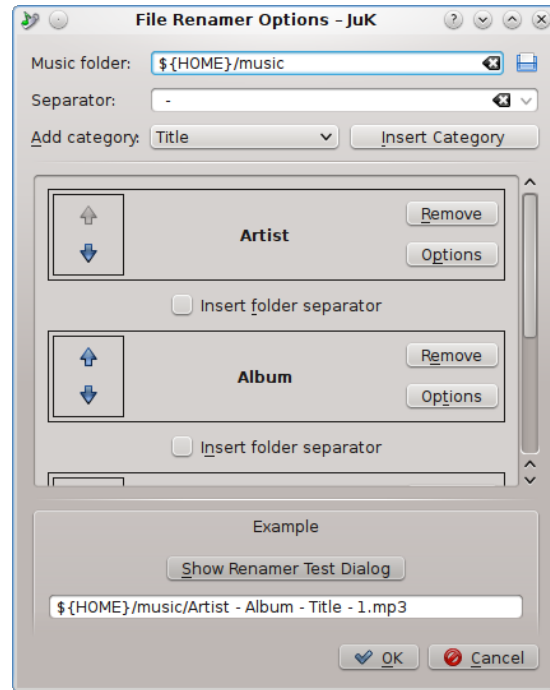 File Renamer Options – JuK
Music folder: ${HOME}/music
Separator: -
Add category: Title Insert Category
Remove
Artist
Options
Insert folder separator
Remove
Album
Options
Insert folder separator
Example
Show Renamer Test Dialog
${HOME}/music/Artist - Album - Title - 1.mp3
OK Cancel